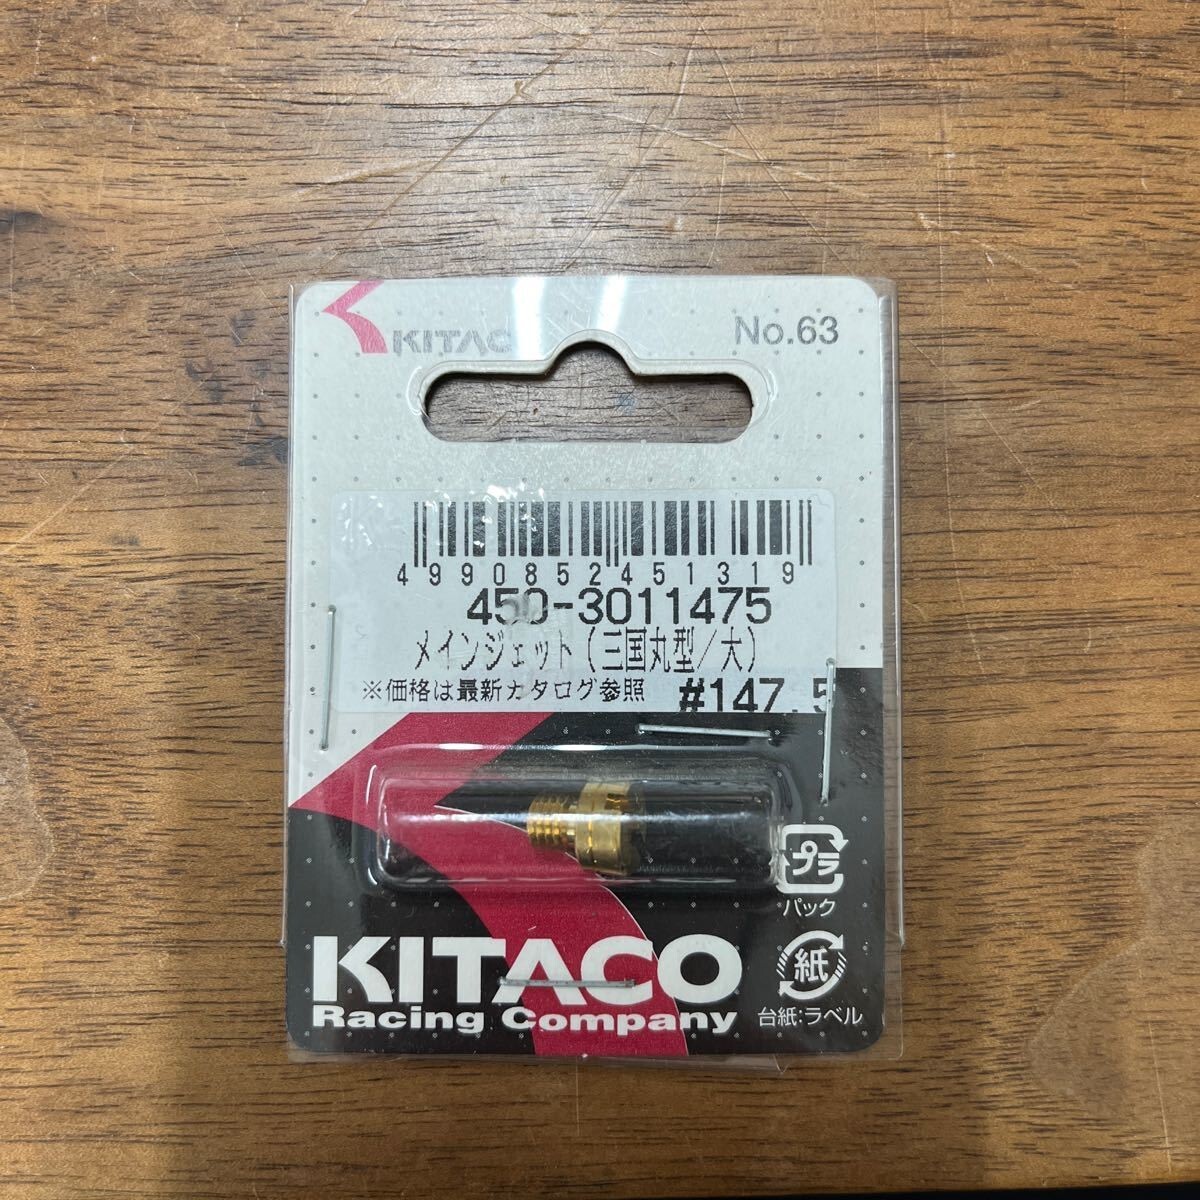 KITAC
No.63
4990852451319
450-3011475
メインジェット(三国丸型/大)
※価格は最新カタログ参照 #147.5
プラ
パック
KITACO
Racing Company
紙
台紙:ラベル